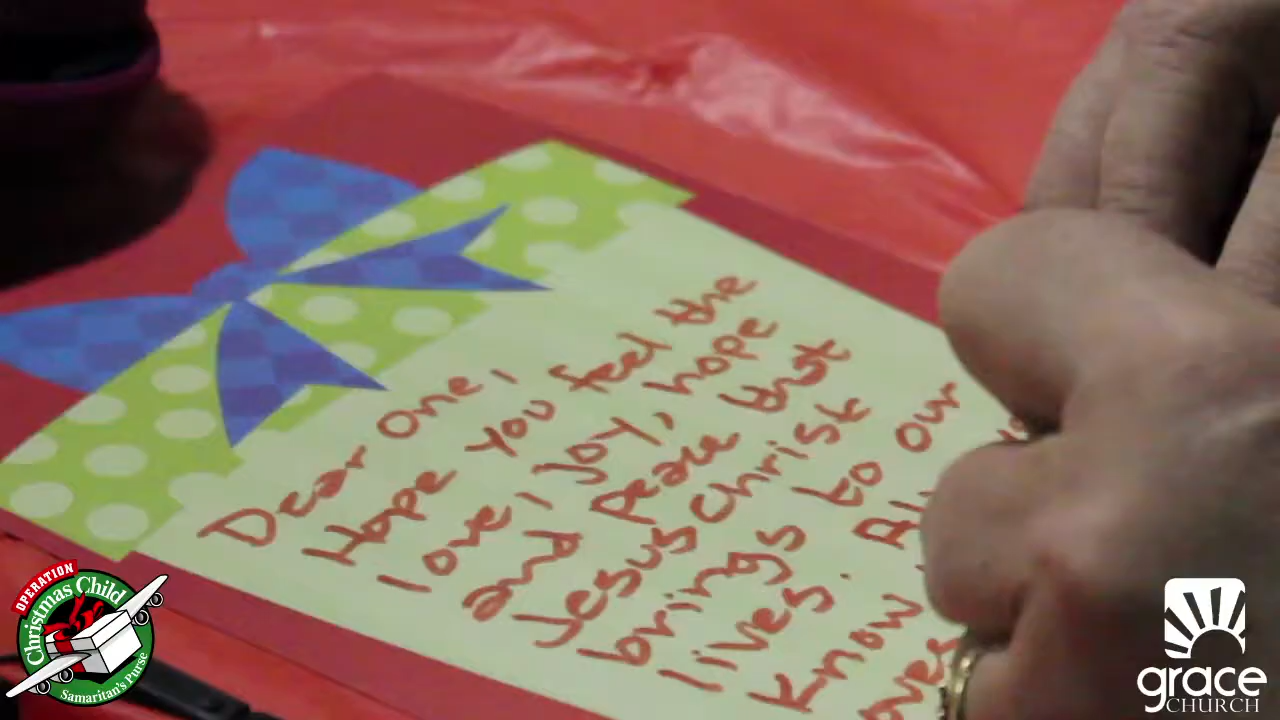 Dear One,
Hope you feel the
love, Joy, hope
and peace that
Jesus Christ
brings to our
lives.
Know
OPERATION
Christmas Child
Samaritan's Purse
grace
CHURCH